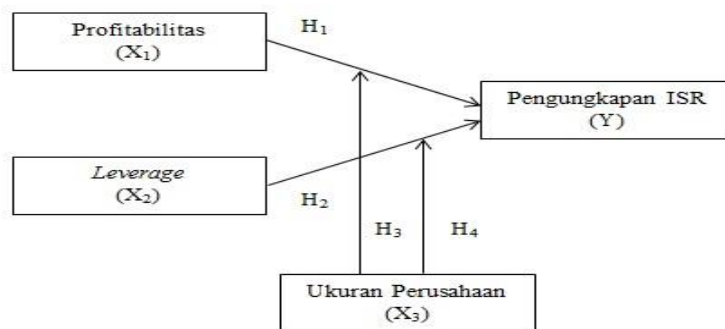 Profitabilitas
(X₁)
H₁
Pengungkapan ISR
(Y)
Leverage
(X₂)
H₂
H₃
H₄
Ukuran Perusahaan
(X₃)